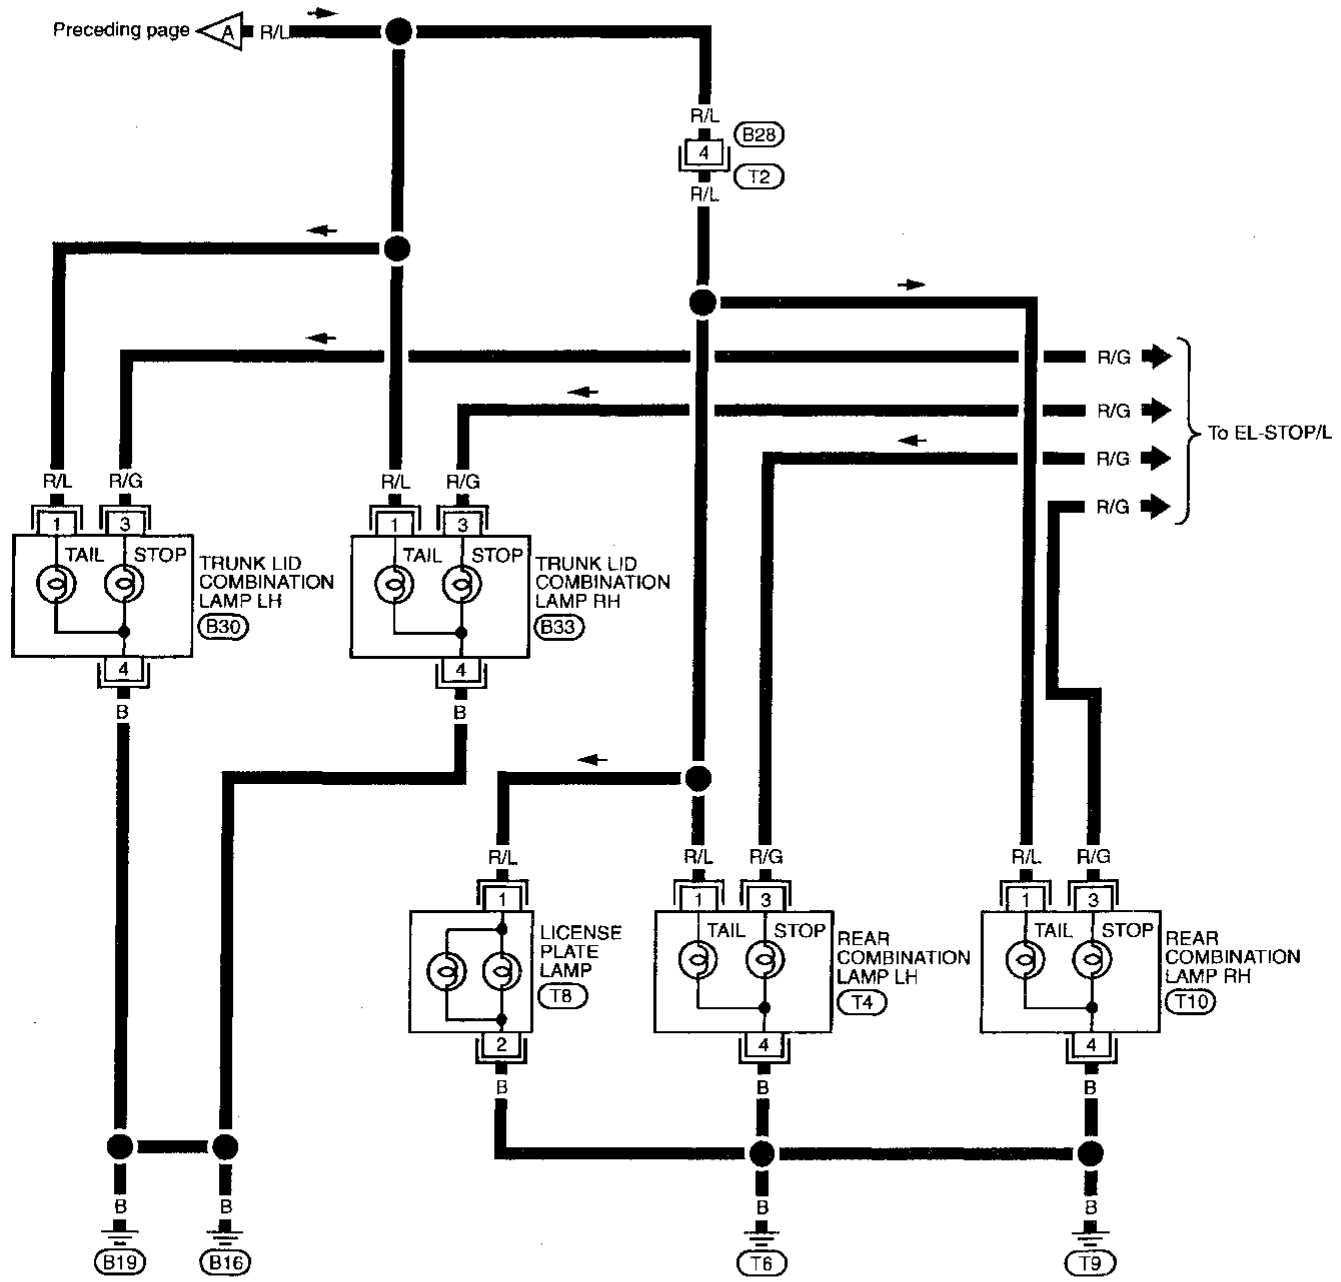 Preceding page A R/L
R/L
B28
4
T2
R/L
R/G
R/G
To EL-STOP/L
R/G
R/G
R/L R/G
R/L R/G
1 3
1 3
TAIL STOP
TRUNK LID
COMBINATION
LAMP LH
B30
TAIL STOP
TRUNK LID
COMBINATION
LAMP RH
B33
4
4
B
B
R/L
R/L R/G
R/L R/G
1
1 3
1 3
LICENSE
PLATE
LAMP
T8
TAIL STOP
REAR
COMBINATION
LAMP LH
T4
TAIL STOP
REAR
COMBINATION
LAMP RH
T10
2
4
4
B
B
B
B
B
B
B
B19
B16
T6
T9